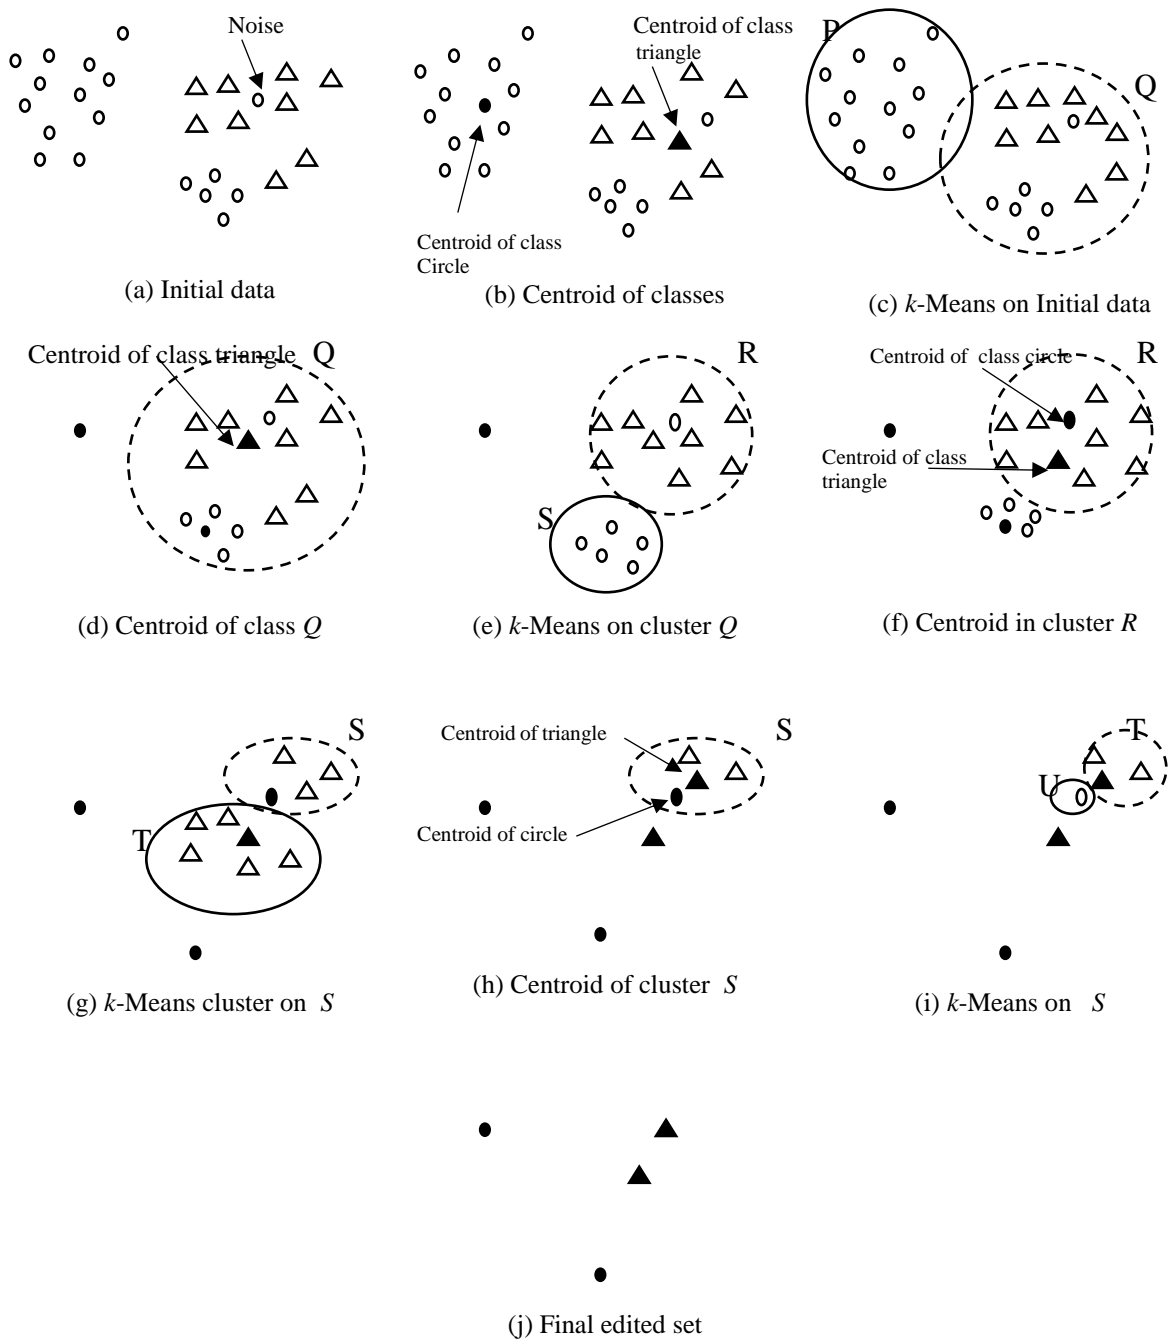 Noise
Centroid of class
triangle
P
Q
Centroid of class
Circle
(a) Initial data
(b) Centroid of classes
(c) k-Means on Initial data
Centroid of class triangle
Q
R
Centroid of class circle
R
Centroid of class
triangle
S
(d) Centroid of class Q
(e) k-Means on cluster Q
(f) Centroid in cluster R
S
T
Centroid of triangle
S
Centroid of circle
T
U
(g) k-Means cluster on S
(h) Centroid of cluster S
(i) k-Means on S
(j) Final edited set